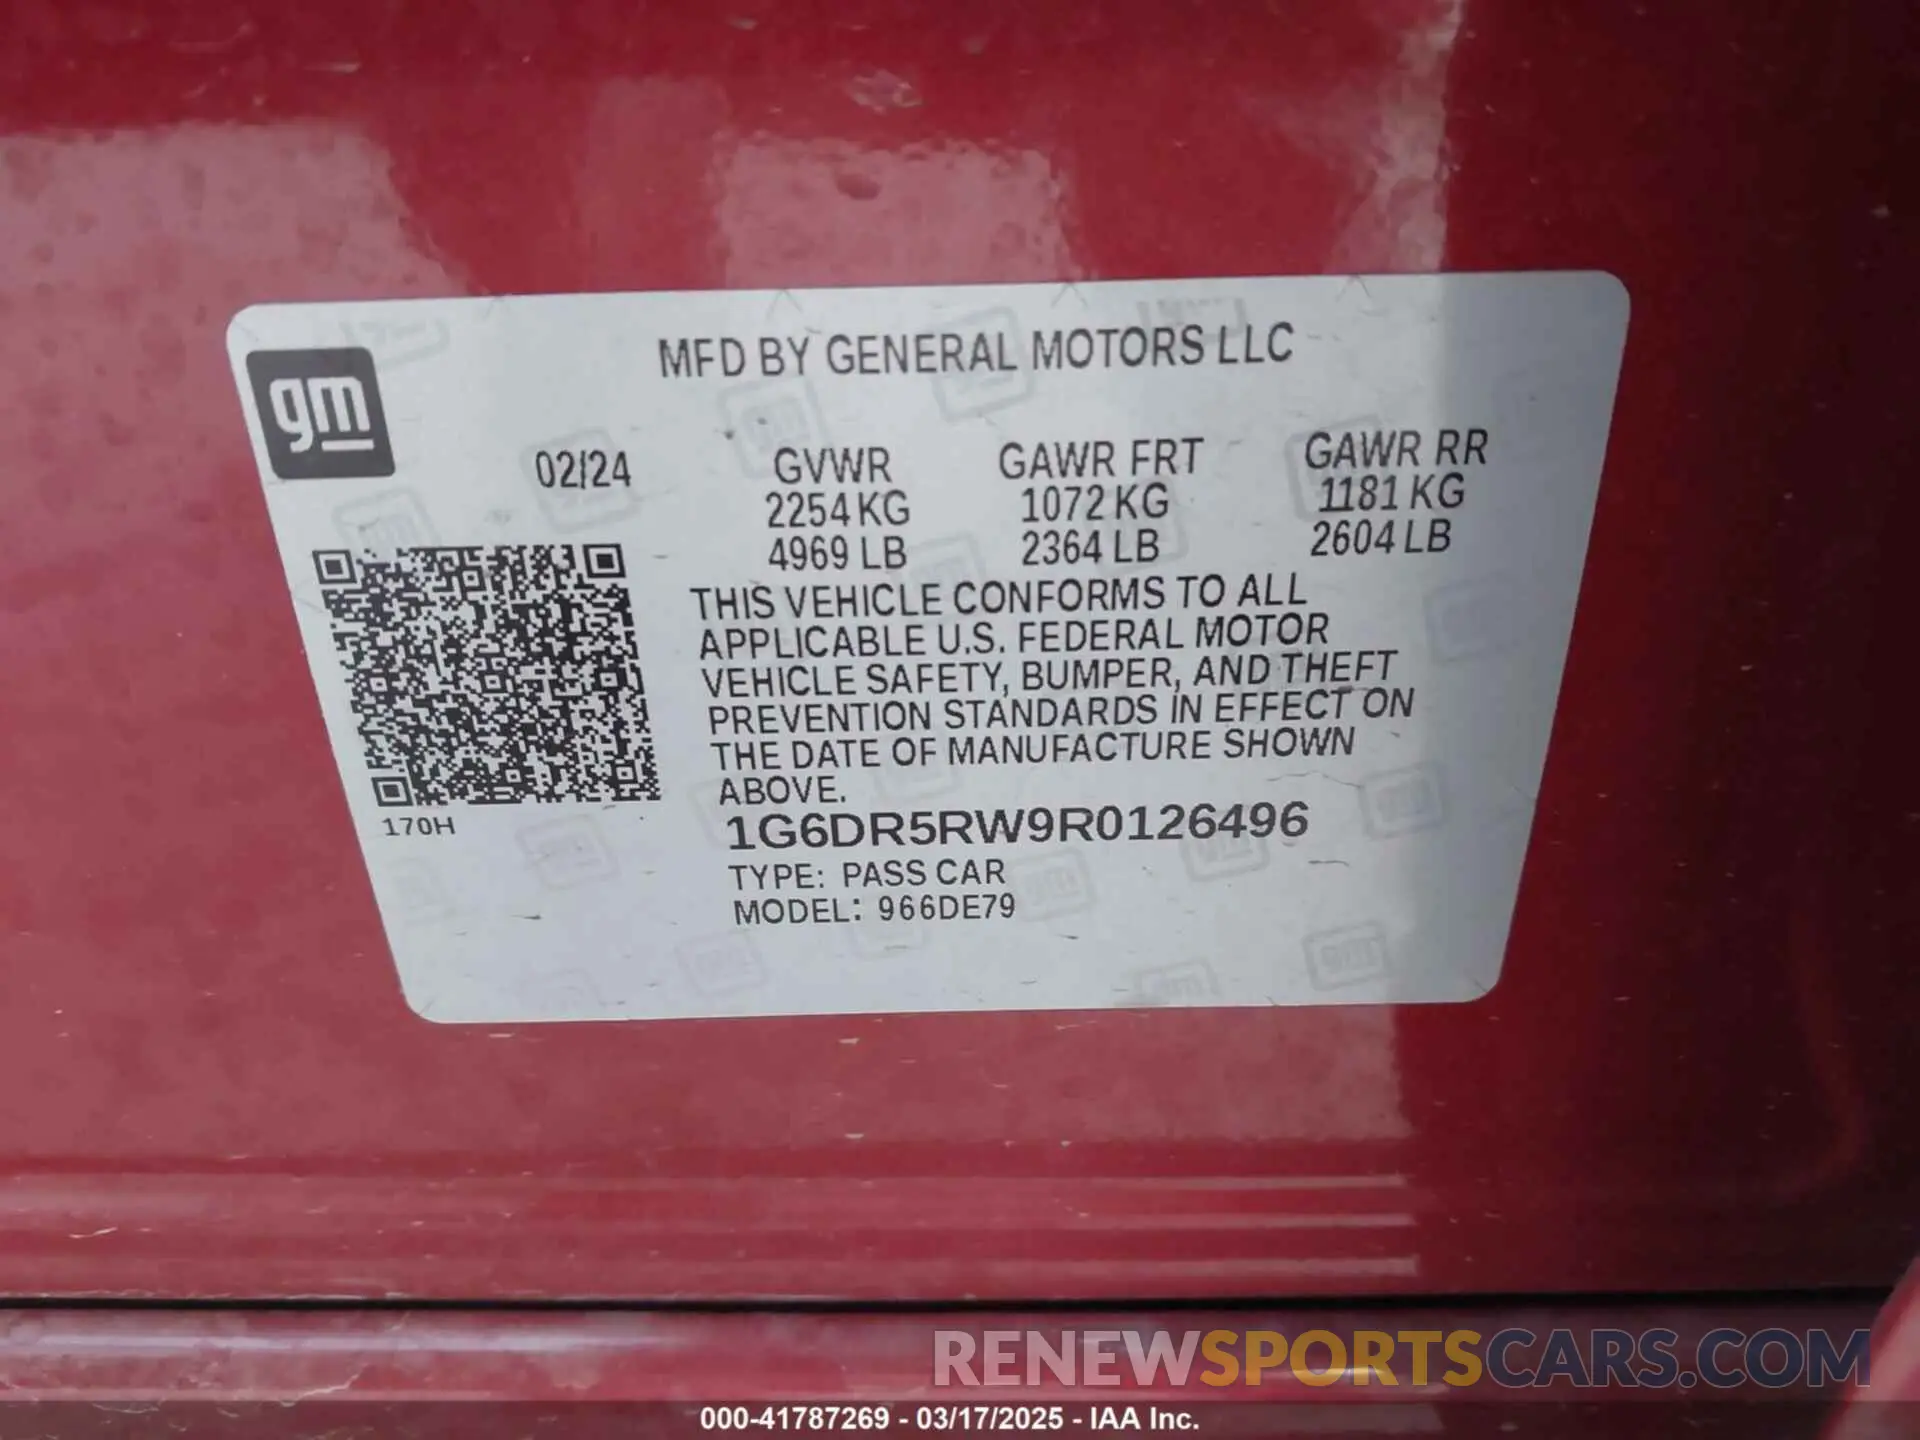 MFD BY GENERAL MOTORS LLC
gm
02/24
GVWR
2254 KG
4969 LB
GAWR FRT
1072 KG
2364 LB
GAWR RR
1181 KG
2604 LB
THIS VEHICLE CONFORMS TO ALL
APPLICABLE U.S. FEDERAL MOTOR
VEHICLE SAFETY, BUMPER, AND THEFT
PREVENTION STANDARDS IN EFFECT ON
THE DATE OF MANUFACTURE SHOWN
ABOVE.
170H
1G6DR5RW9R0126496
TYPE: PASS CAR
MODEL: 966DE79
RENEWSPORTSCARS.COM
000-41787269 - 03/17/2025 - IAA Inc.